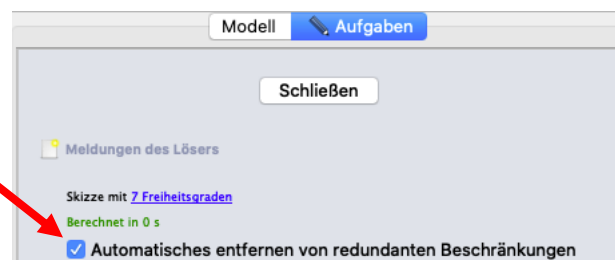 Modell Aufgaben
Schließen
Meldungen des Lösers
Skizze mit 7 Freiheitsgraden
Berechnet in 0 s
Automatisches entfernen von redundanten Beschränkungen